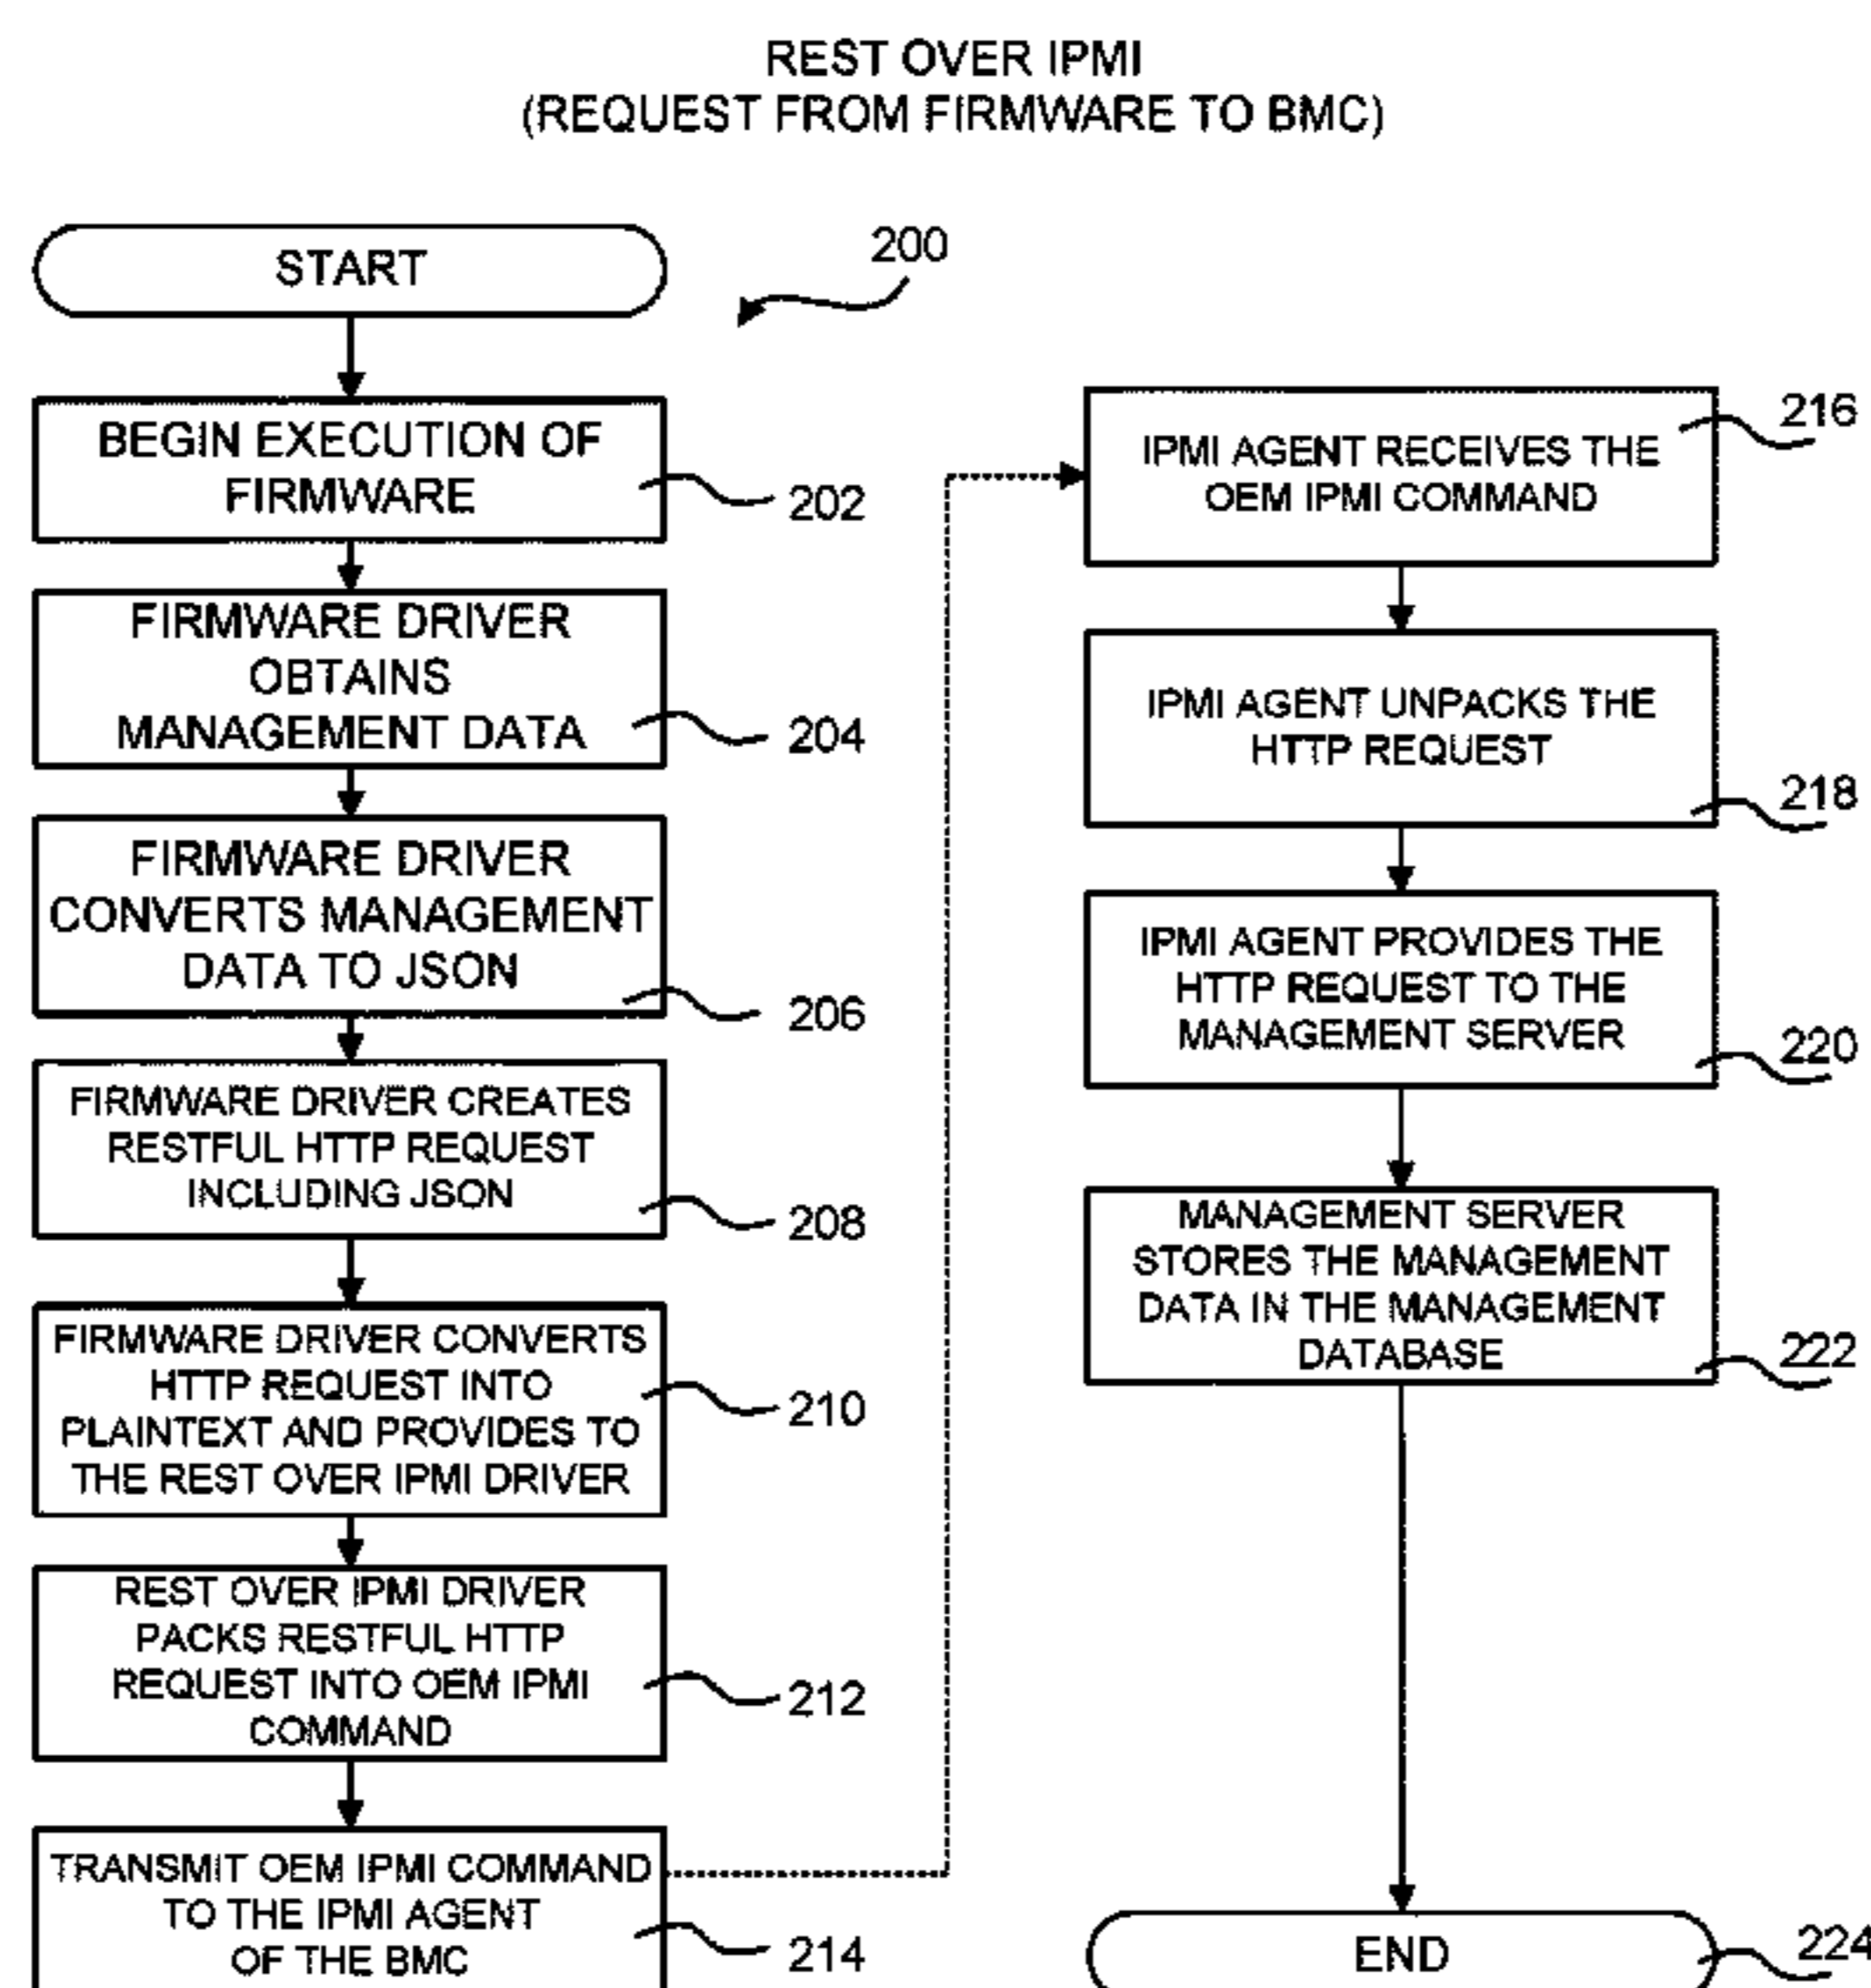 REST OVER IPMI
(REQUEST FROM FIRMWARE TO BMC)
START
200
BEGIN EXECUTION OF
FIRMWARE
202
FIRMWARE DRIVER
OBTAINS
MANAGEMENT DATA
204
FIRMWARE DRIVER
CONVERTS MANAGEMENT
DATA TO JSON
206
FIRMWARE DRIVER CREATES
RESTFUL HTTP REQUEST
INCLUDING JSON
208
FIRMWARE DRIVER CONVERTS
HTTP REQUEST INTO
PLAINTEXT AND PROVIDES TO
THE REST OVER IPMI DRIVER
210
REST OVER IPMI DRIVER
PACKS RESTFUL HTTP
REQUEST INTO OEM IPMI
COMMAND
212
TRANSMIT OEM IPMI COMMAND
TO THE IPMI AGENT
OF THE BMC
214
IPMI AGENT RECEIVES THE
OEM IPMI COMMAND
216
IPMI AGENT UNPACKS THE
HTTP REQUEST
218
IPMI AGENT PROVIDES THE
HTTP REQUEST TO THE
MANAGEMENT SERVER
220
MANAGEMENT SERVER
STORES THE MANAGEMENT
DATA IN THE MANAGEMENT
DATABASE
222
END
224